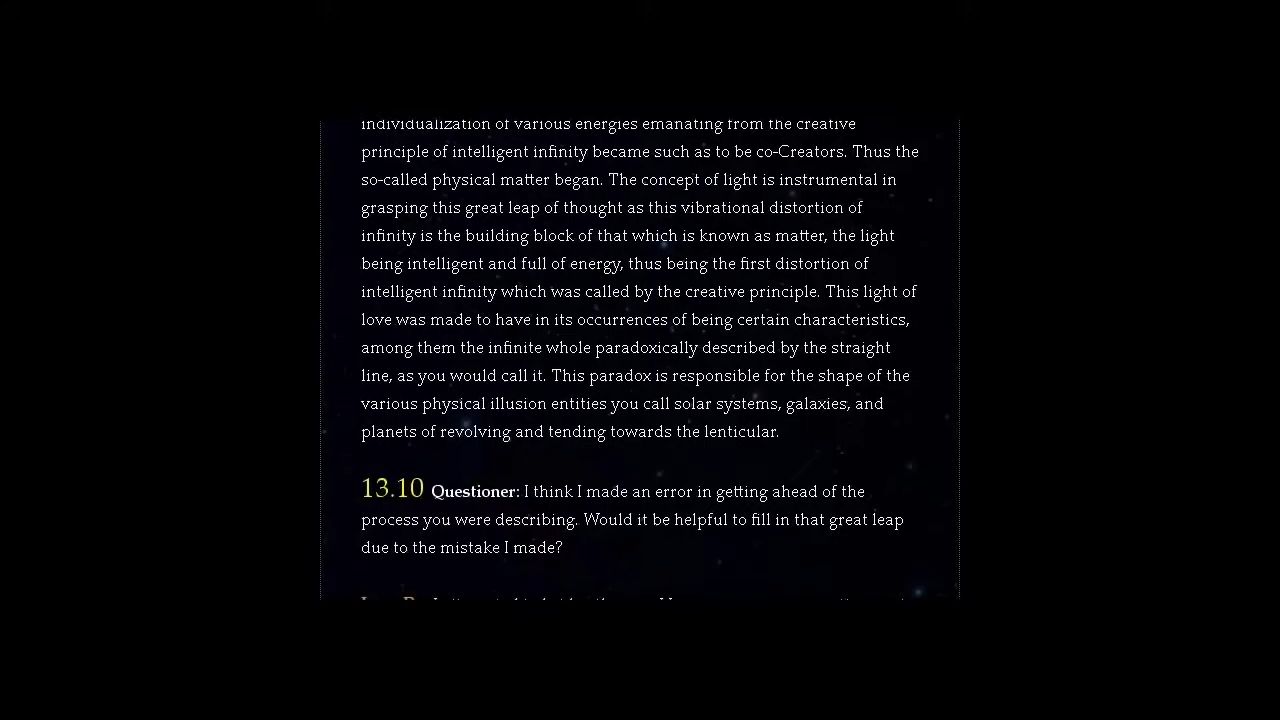 individualization of various energies emanating from the creative
principle of intelligent infinity became such as to be co-Creators. Thus the
so-called physical matter began. The concept of light is instrumental in
grasping this great leap of thought as this vibrational distortion of
infinity is the building block of that which is known as matter, the light
being intelligent and full of energy, thus being the first distortion of
intelligent infinity which was called by the creative principle. This light of
love was made to have in its occurrences of being certain characteristics,
among them the infinite whole paradoxically described by the straight
line, as you would call it. This paradox is responsible for the shape of the
various physical illusion entities you call solar systems, galaxies, and
planets of revolving and tending towards the lenticular.
13.10 Questioner: I think I made an error in getting ahead of the
process you were describing. Would it be helpful to fill in that great leap
due to the mistake I made?